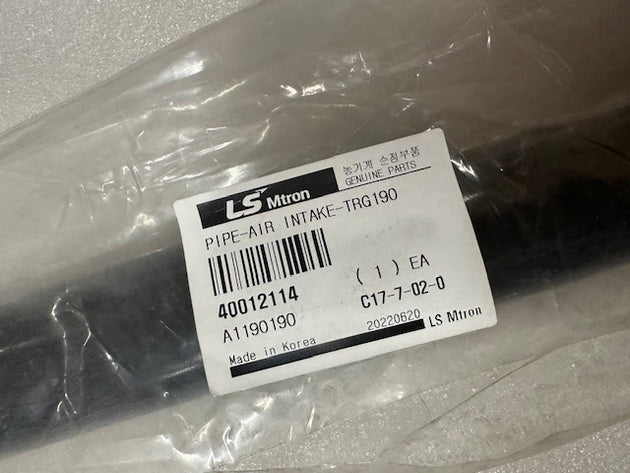 LS Mtron
농기계 순정부품
GENUINE PARTS
PIPE-AIR INTAKE-TRG190
40012114
( 1 ) EA
A1190190
C17-7-02-0
Made in Korea
20220620
LS Mtron